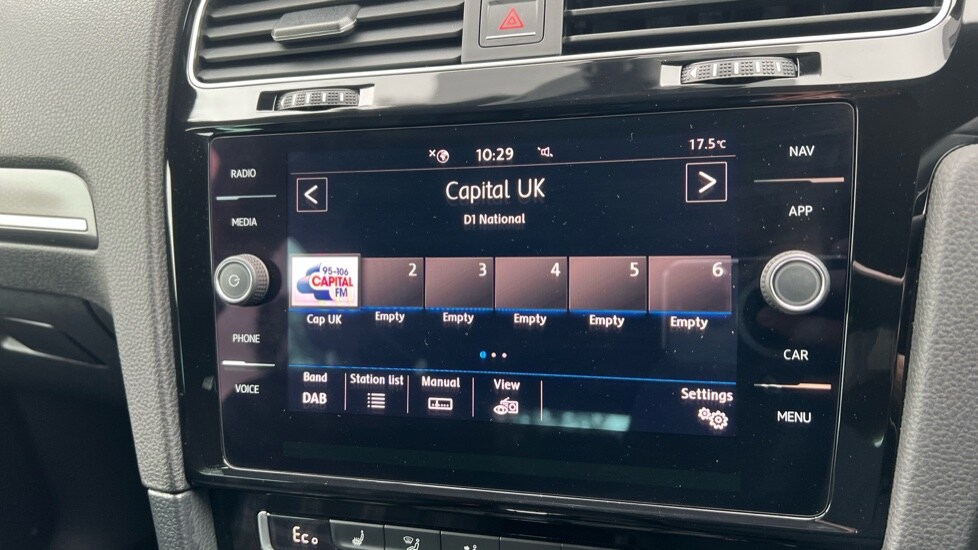 10:29
17.5°C
RADIO
MEDIA
PHONE
VOICE
<
Capital UK
>
D1 National
95-106
CAPITAL
FM
2 3 4 5 6
Cap UK Empty Empty Empty Empty Empty
Band Station list Manual View Settings
DAB
NAV
APP
CAR
MENU
Eco